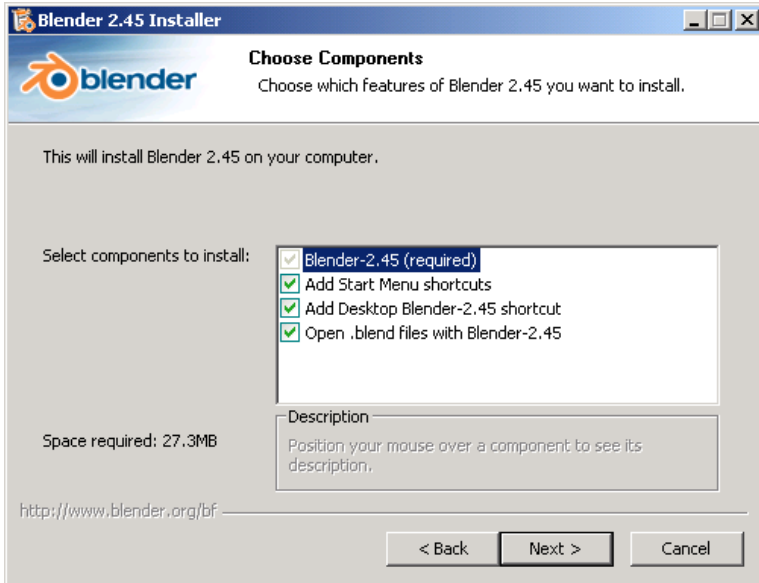 Blender 2.45 Installer
blender
Choose Components
Choose which features of Blender 2.45 you want to install.
This will install Blender 2.45 on your computer.
Select components to install:
Blender-2.45 (required)
Add Start Menu shortcuts
Add Desktop Blender-2.45 shortcut
Open .blend files with Blender-2.45
Space required: 27.3MB
Description
Position your mouse over a component to see its
description.
http://www.blender.org/bf
< Back
Next >
Cancel